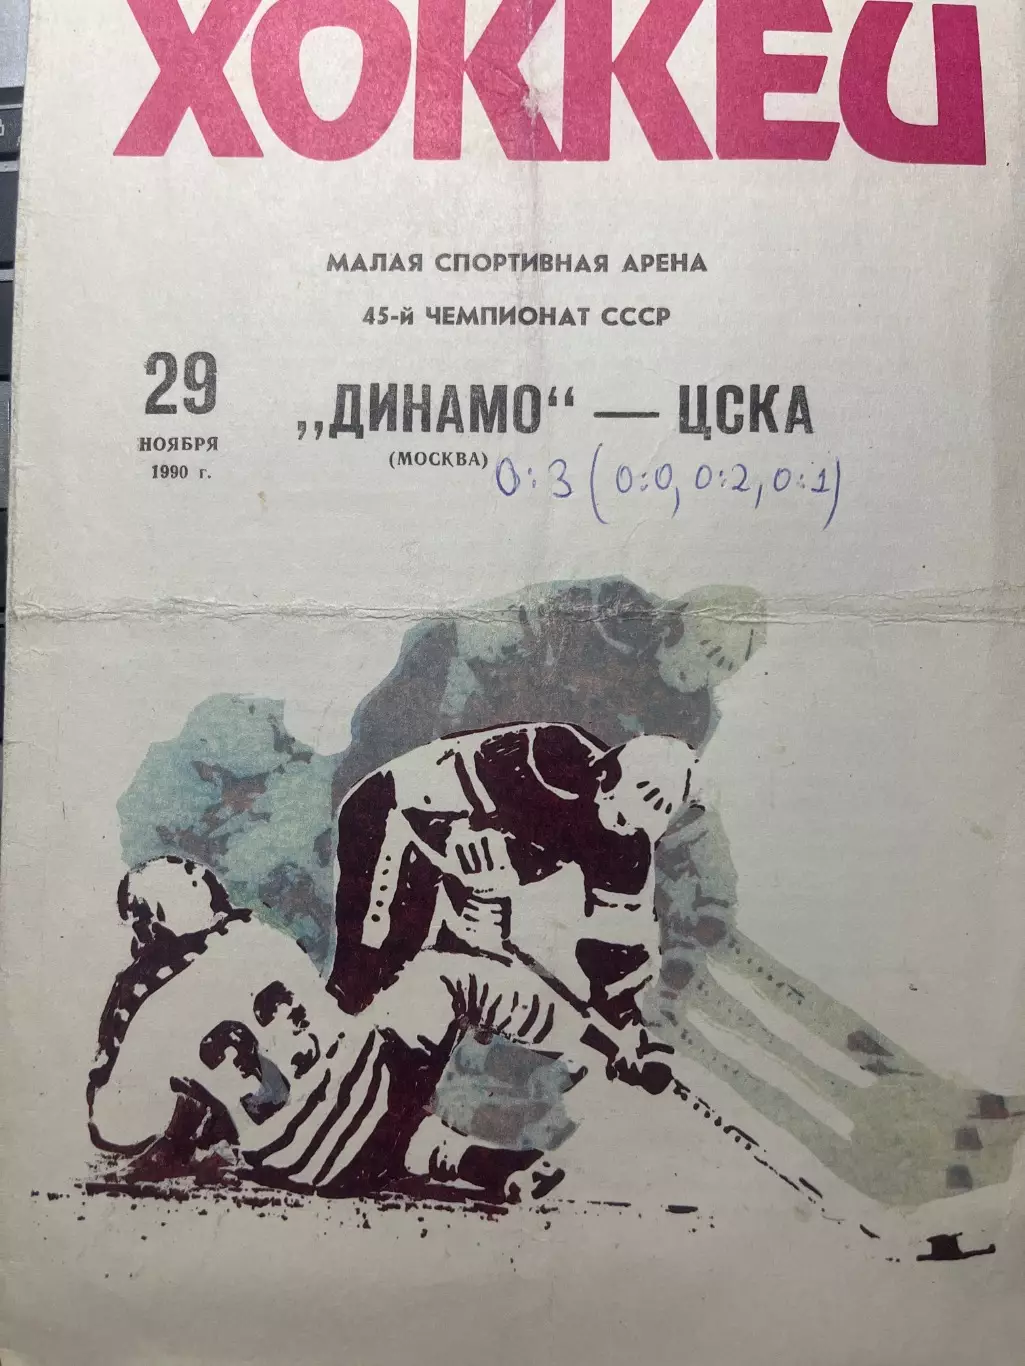 ХОККЕЙ
МАЛАЯ СПОРТИВНАЯ АРЕНА
45-й ЧЕМПИОНАТ СССР
29
НОЯБРЯ
1990 г.
„ДИНАМО“ — ЦСКА
(МОСКВА)
0:3 (0:0, 0:2, 0:1)
33